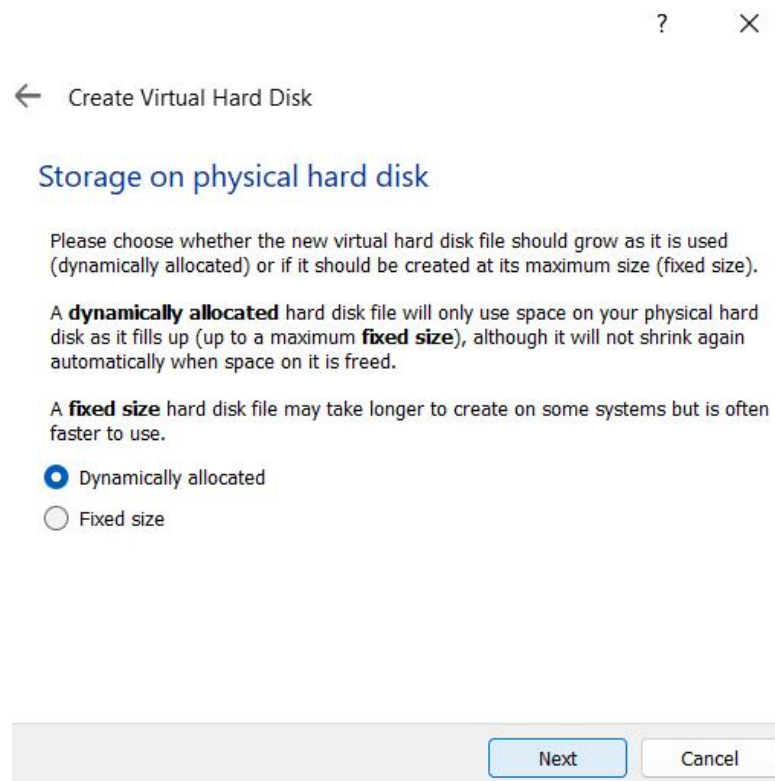 ?
Create Virtual Hard Disk
Storage on physical hard disk
Please choose whether the new virtual hard disk file should grow as it is used
(dynamically allocated) or if it should be created at its maximum size (fixed size).
A dynamically allocated hard disk file will only use space on your physical hard
disk as it fills up (up to a maximum fixed size), although it will not shrink again
automatically when space on it is freed.
A fixed size hard disk file may take longer to create on some systems but is often
faster to use.
Dynamically allocated
Fixed size
Next Cancel